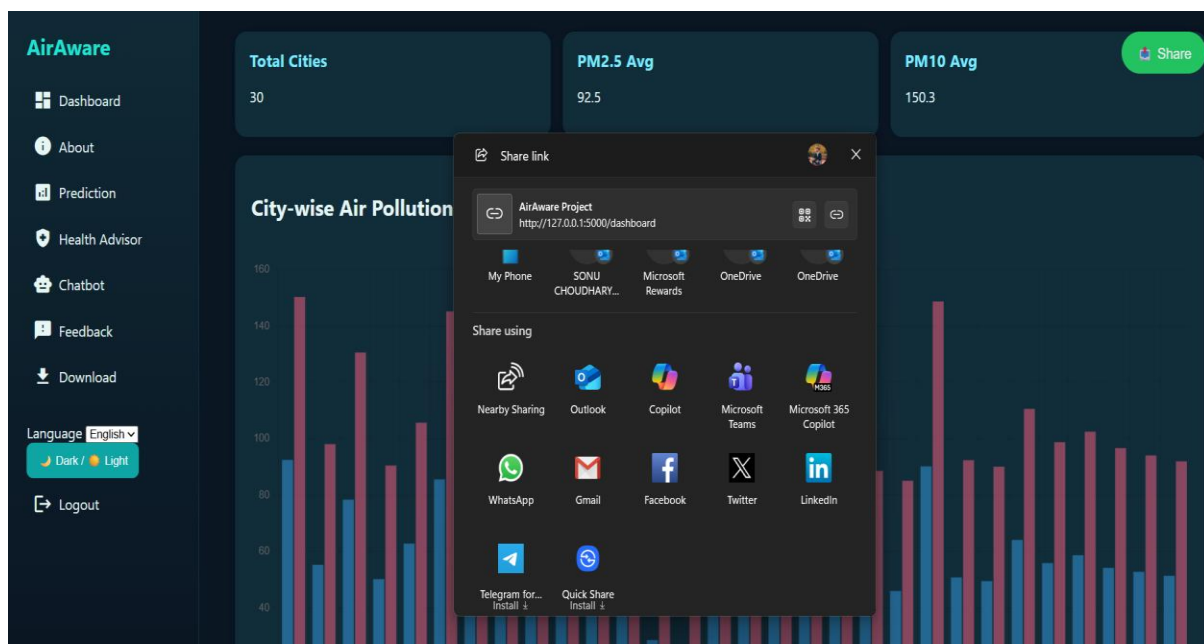 AirAware
Dashboard
About
Prediction
Health Advisor
Chatbot
Feedback
Download
Language English
Dark / Light
Logout
Total Cities
30
PM2.5 Avg
92.5
PM10 Avg
150.3
Share
City-wise Air Pollution
160
140
120
100
80
60
40
Share link
AirAware Project
http://127.0.0.1:5000/dashboard
My Phone
SONU
CHOUDHARY...
Microsoft
Rewards
OneDrive
OneDrive
Share using
Nearby Sharing
Outlook
Copilot
Microsoft
Teams
M365
Microsoft 365
Copilot
WhatsApp
Gmail
Facebook
Twitter
LinkedIn
Telegram for...
Install
Quick Share
Install